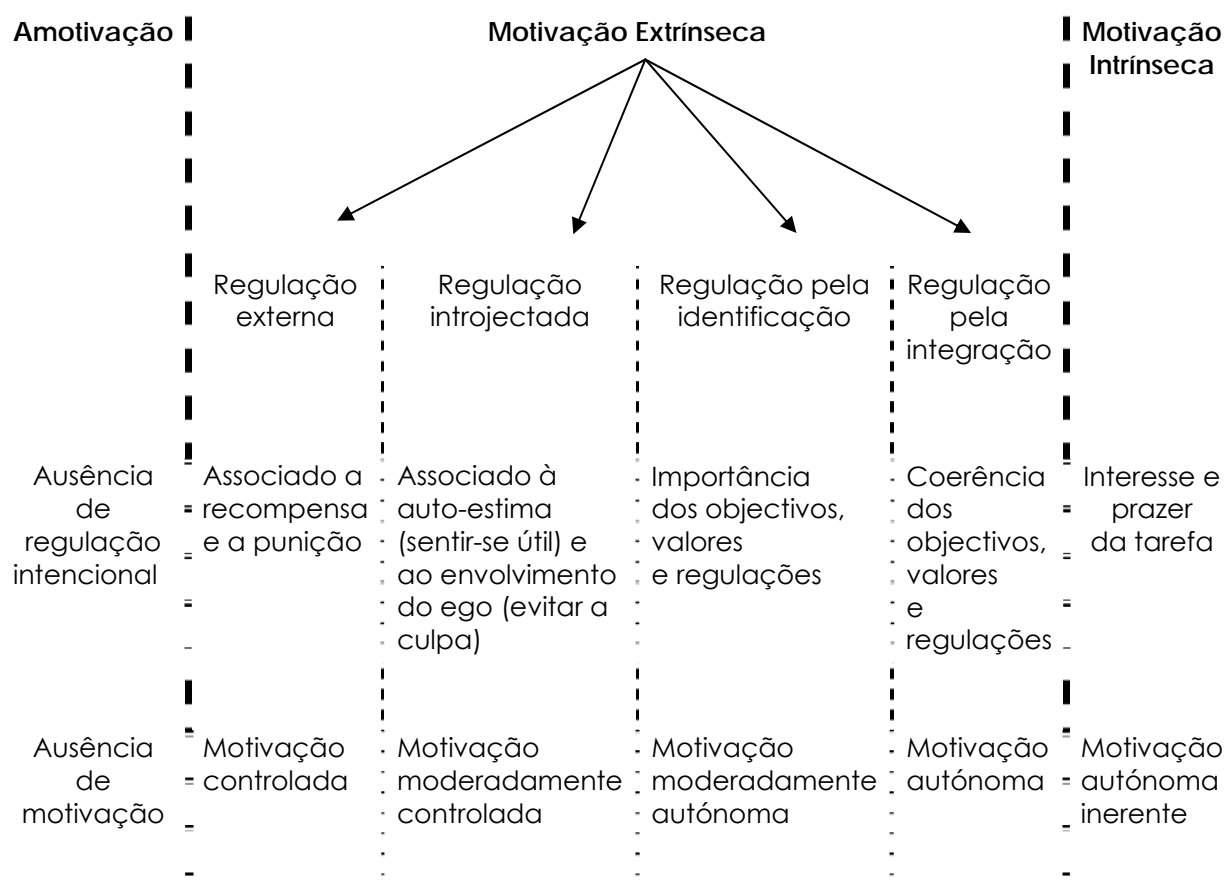 Amotivação
Motivação Extrínseca
Motivação
Intrínseca
Regulação
externa
Regulação
introjectada
Regulação pela
identificação
Regulação
pela
integração
Ausência
de
regulação
intencional
Associado a
recompensa
e a punição
Associado à
auto-estima
(sentir-se útil) e
ao envolvimento
do ego (evitar a
culpa)
Importância
dos objectivos,
valores
e regulações
Coerência
dos
objectivos,
valores
e
regulações
Interesse e
prazer
da tarefa
Ausência
de
motivação
Motivação
controlada
Motivação
moderadamente
controlada
Motivação
moderadamente
autónoma
Motivação
autónoma
Motivação
autónoma
inerente